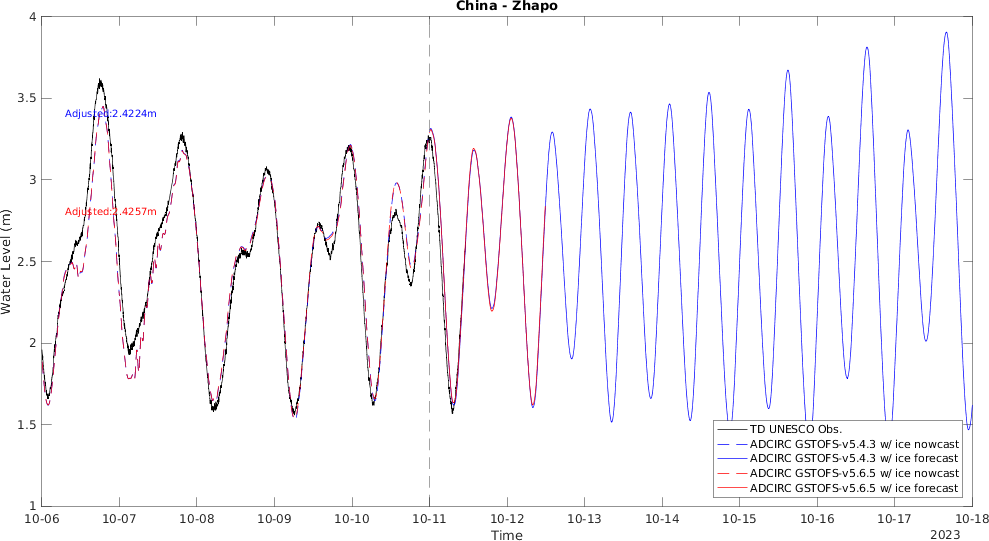 China - Zhapo
4
3.5
3
2.5
2
1.5
1
Water Level (m)
Adjusted:2.4224m
Adjusted:2.4257m
TD UNESCO Obs.
ADCIRC GSTOFS-v5.4.3 w/ ice nowcast
ADCIRC GSTOFS-v5.4.3 w/ ice forecast
ADCIRC GSTOFS-v5.6.5 w/ ice nowcast
ADCIRC GSTOFS-v5.6.5 w/ ice forecast
10-06 10-07 10-08 10-09 10-10 10-11 10-12 10-13 10-14 10-15 10-16 10-17 10-18
Time
2023